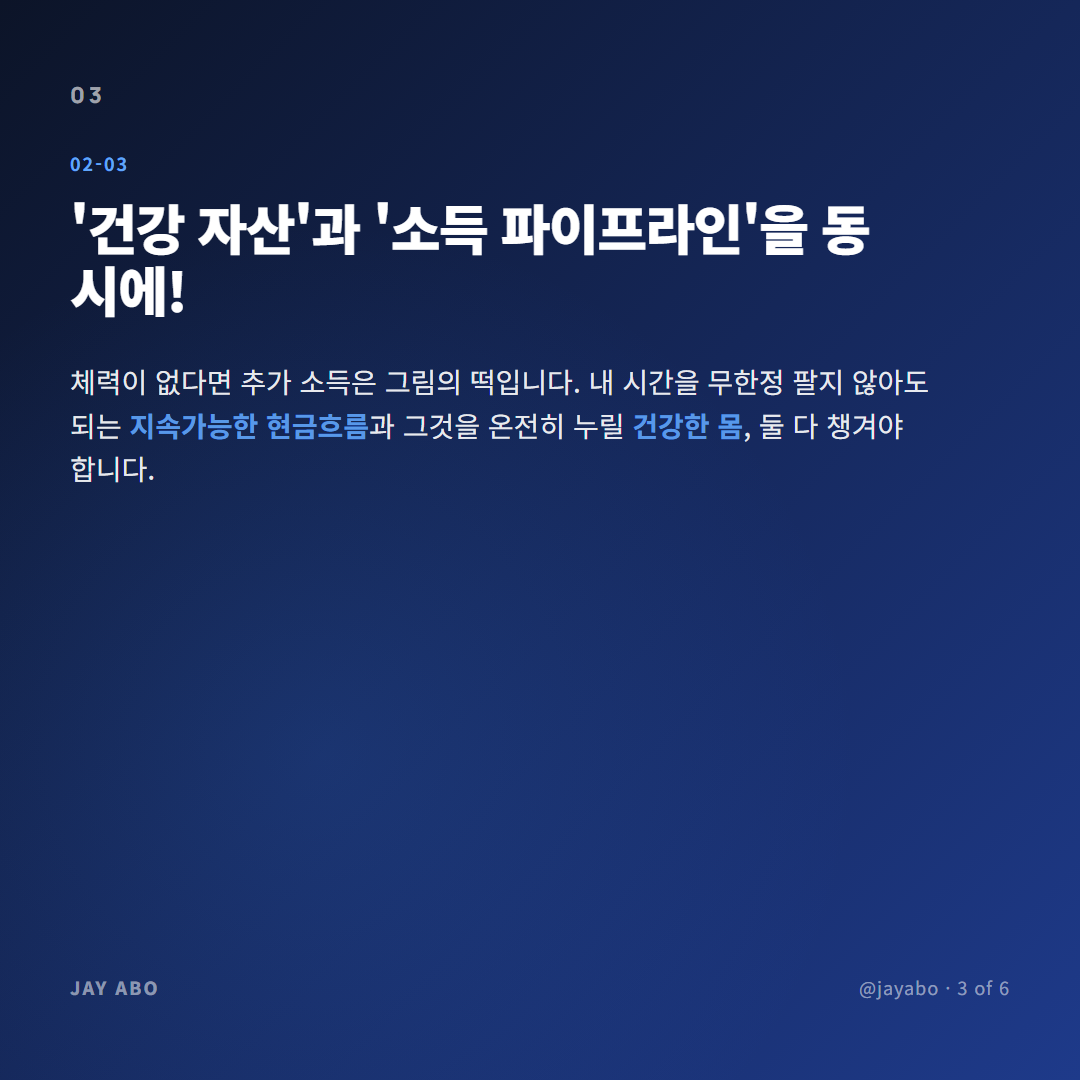 03
02-03
'건강 자산'과 '소득 파이프라인'을 동
시에!
체력이 없다면 추가 소득은 그림의 떡입니다. 내 시간을 무한정 팔지 않아도
되는 지속가능한 현금흐름과 그것을 온전히 누릴 건강한 몸, 둘 다 챙겨야
합니다.
JAY ABO
@jayabo · 3 of 6